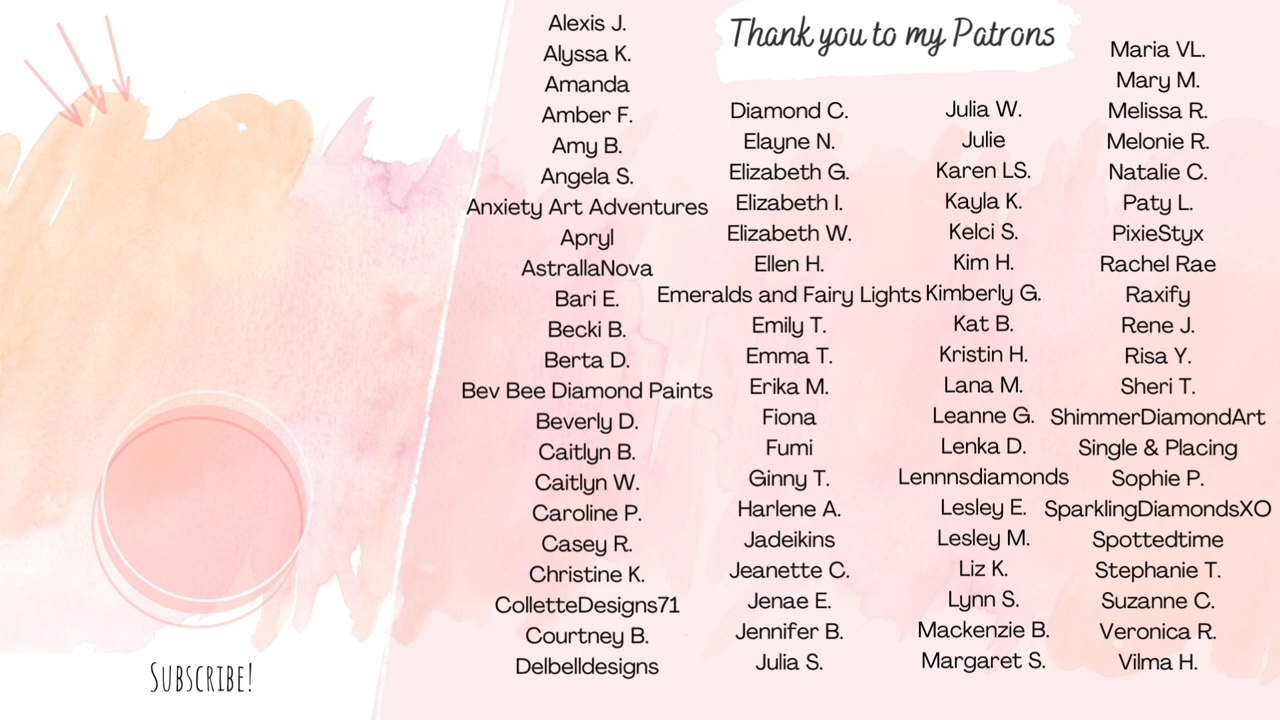 Thank you to my Patrons
Alexis J.
Alyssa K.
Amanda
Amber F.
Amy B.
Angela S.
Anxiety Art Adventures
Apryl
AstrallaNova
Bari E.
Becki B.
Berta D.
Bev Bee Diamond Paints
Beverly D.
Caitlyn B.
Caitlyn W.
Caroline P.
Casey R.
Christine K.
ColletteDesigns71
Courtney B.
Delbelldesigns
Diamond C.
Elayne N.
Elizabeth G.
Elizabeth I.
Elizabeth W.
Ellen H.
Emeralds and Fairy Lights
Emily T.
Emma T.
Erika M.
Fiona
Fumi
Ginny T.
Harlene A.
Jadeikins
Jeanette C.
Jenae E.
Jennifer B.
Julia S.
Julia W.
Julie
Karen LS.
Kayla K.
Kelci S.
Kim H.
Kimberly G.
Kat B.
Kristin H.
Lana M.
Leanne G.
Lenka D.
Lennnsdiamonds
Lesley E.
Lesley M.
Liz K.
Lynn S.
Mackenzie B.
Margaret S.
Maria VL.
Mary M.
Melissa R.
Melonie R.
Natalie C.
Paty L.
PixieStyx
Rachel Rae
Raxify
Rene J.
Risa Y.
Sheri T.
ShimmerDiamondArt
Single & Placing
Sophie P.
SparklingDiamondsXO
Spottedtime
Stephanie T.
Suzanne C.
Veronica R.
Vilma H.
Subscribe!